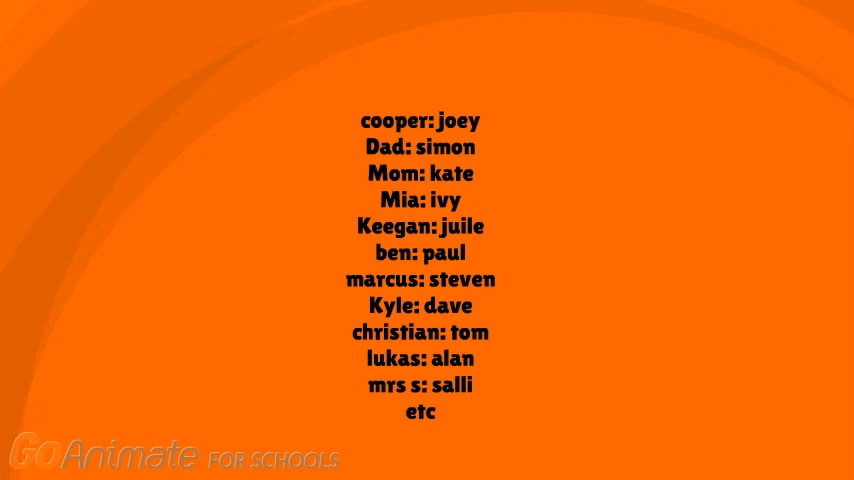 cooper: joey
Dad: simon
Mom: kate
Mia: ivy
Keegan: juile
ben: paul
marcus: steven
Kyle: dave
christian: tom
lukas: alan
mrs s: salli
etc
GoAnimate FOR SCHOOLS